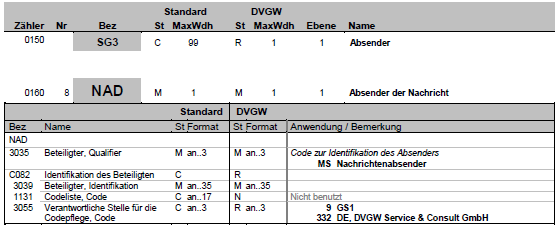 Standard DVGW
Zähler Nr Bez St MaxWdh St MaxWdh Ebene Name
0150 SG3 C 99 R 1 1 Absender
0160 8 NAD M 1 M 1 1 Absender der Nachricht
Standard DVGW
Bez Name St Format St Format Anwendung / Bemerkung
NAD
3035 Beteiligter, Qualifier M an..3 M an..3 Code zur Identifikation des Absenders
MS Nachrichtenabsender
C082 Identifikation des Beteiligten C R
3039 Beteiligter, Identifikation M an..35 M an..35
1131 Codeliste, Code C an..17 N Nicht benutzt
3055 Verantwortliche Stelle für die C an..3 R an..3 9 GS1
Codepflege, Code 332 DE, DVGW Service & Consult GmbH